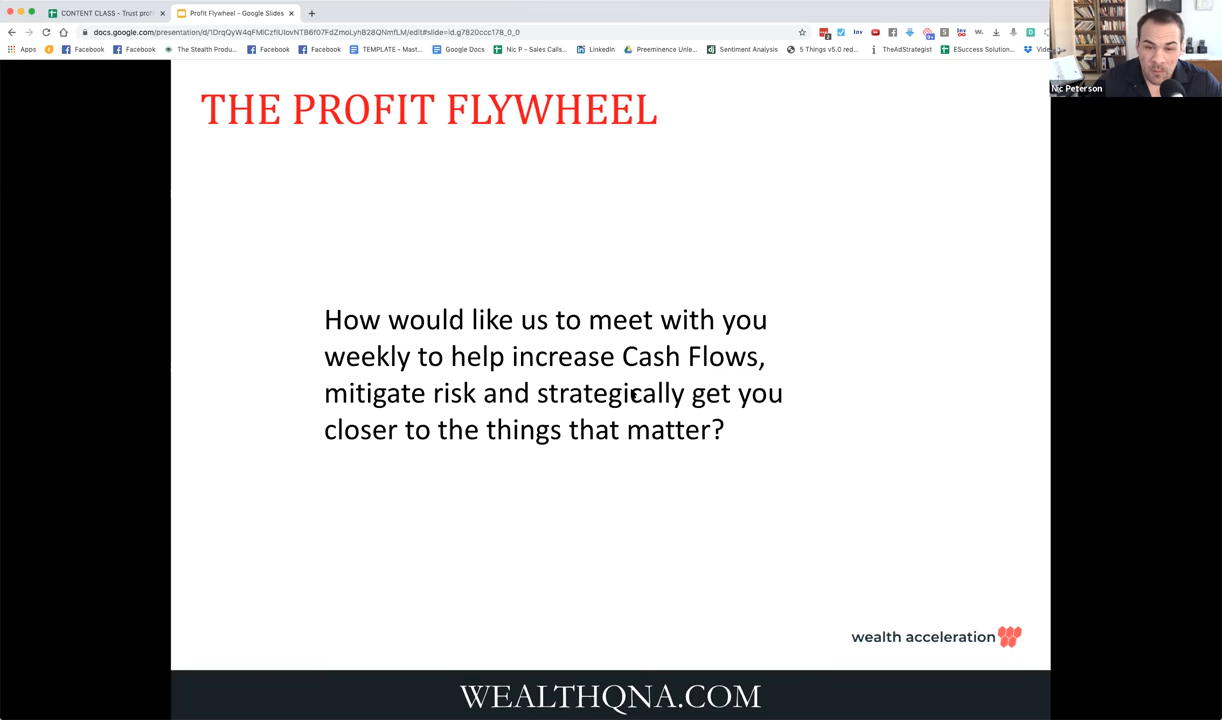 CONTENT CLASS - Trust prof
Profit Flywheel - Google Slides
docs.google.com/presentation/d/1DrqQyW4qFMlCzfIUIovNTB6f07FdZmoLyhB28QNmfLM/edit#slide=id.g7820ccc178_0_0
Apps
Facebook
Facebook
The Stealth Produ...
Nic P - Sales Calls...
Facebook
Facebook
TEMPLATE - Mast...
Google Docs
ESuccess Solution...
LinkedIn
Preeminence Unle...
Sentiment Analysis
5 Things v5.0 red...
TheAdStrategist
Nic Peterson
THE PROFIT FLYWHEEL
How would like us to meet with you
weekly to help increase Cash Flows,
mitigate risk and strategically get you
closer to the things that matter?
wealth acceleration
WEALTHQNA.COM